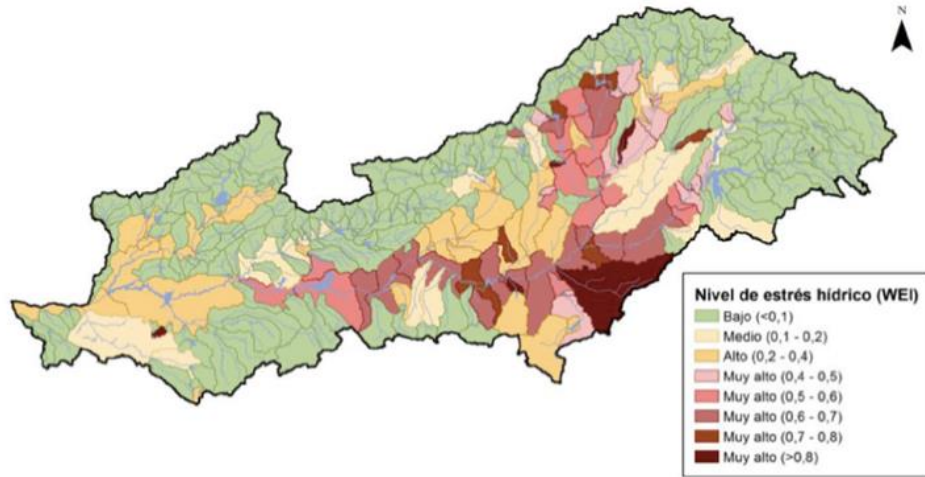 N
Nivel de estrés hídrico (WEI)
Bajo (<0,1)
Medio (0,1 - 0,2)
Alto (0,2 - 0,4)
Muy alto (0,4 - 0,5)
Muy alto (0,5 - 0,6)
Muy alto (0,6 - 0,7)
Muy alto (0,7 - 0,8)
Muy alto (>0,8)